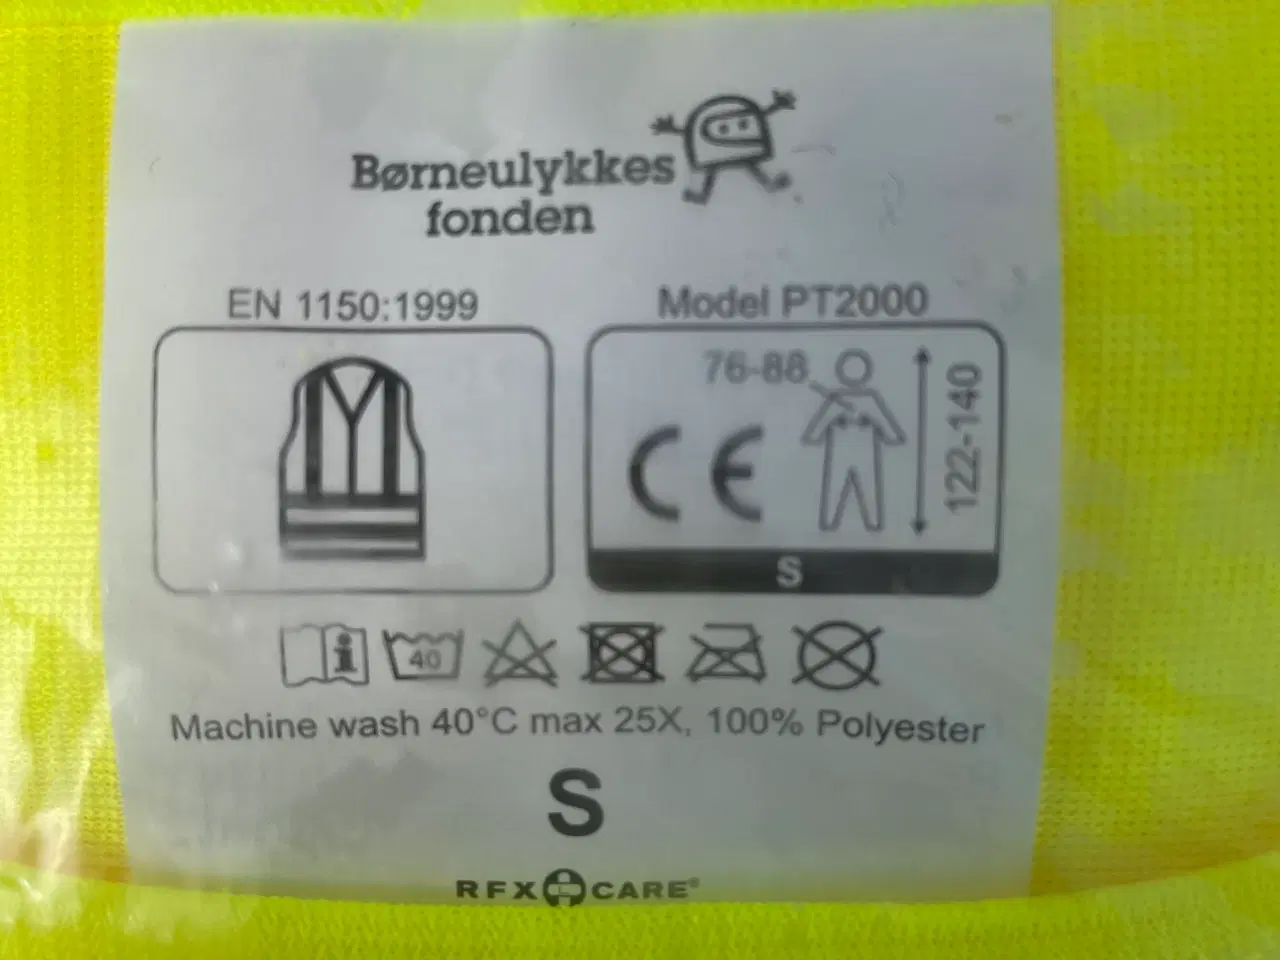 Børneulykkes
fonden
EN 1150:1999
Model PT2000
76-88
122-140
CE
S
i
40
Machine wash 40°C max 25X, 100% Polyester
S
RFX CARE®